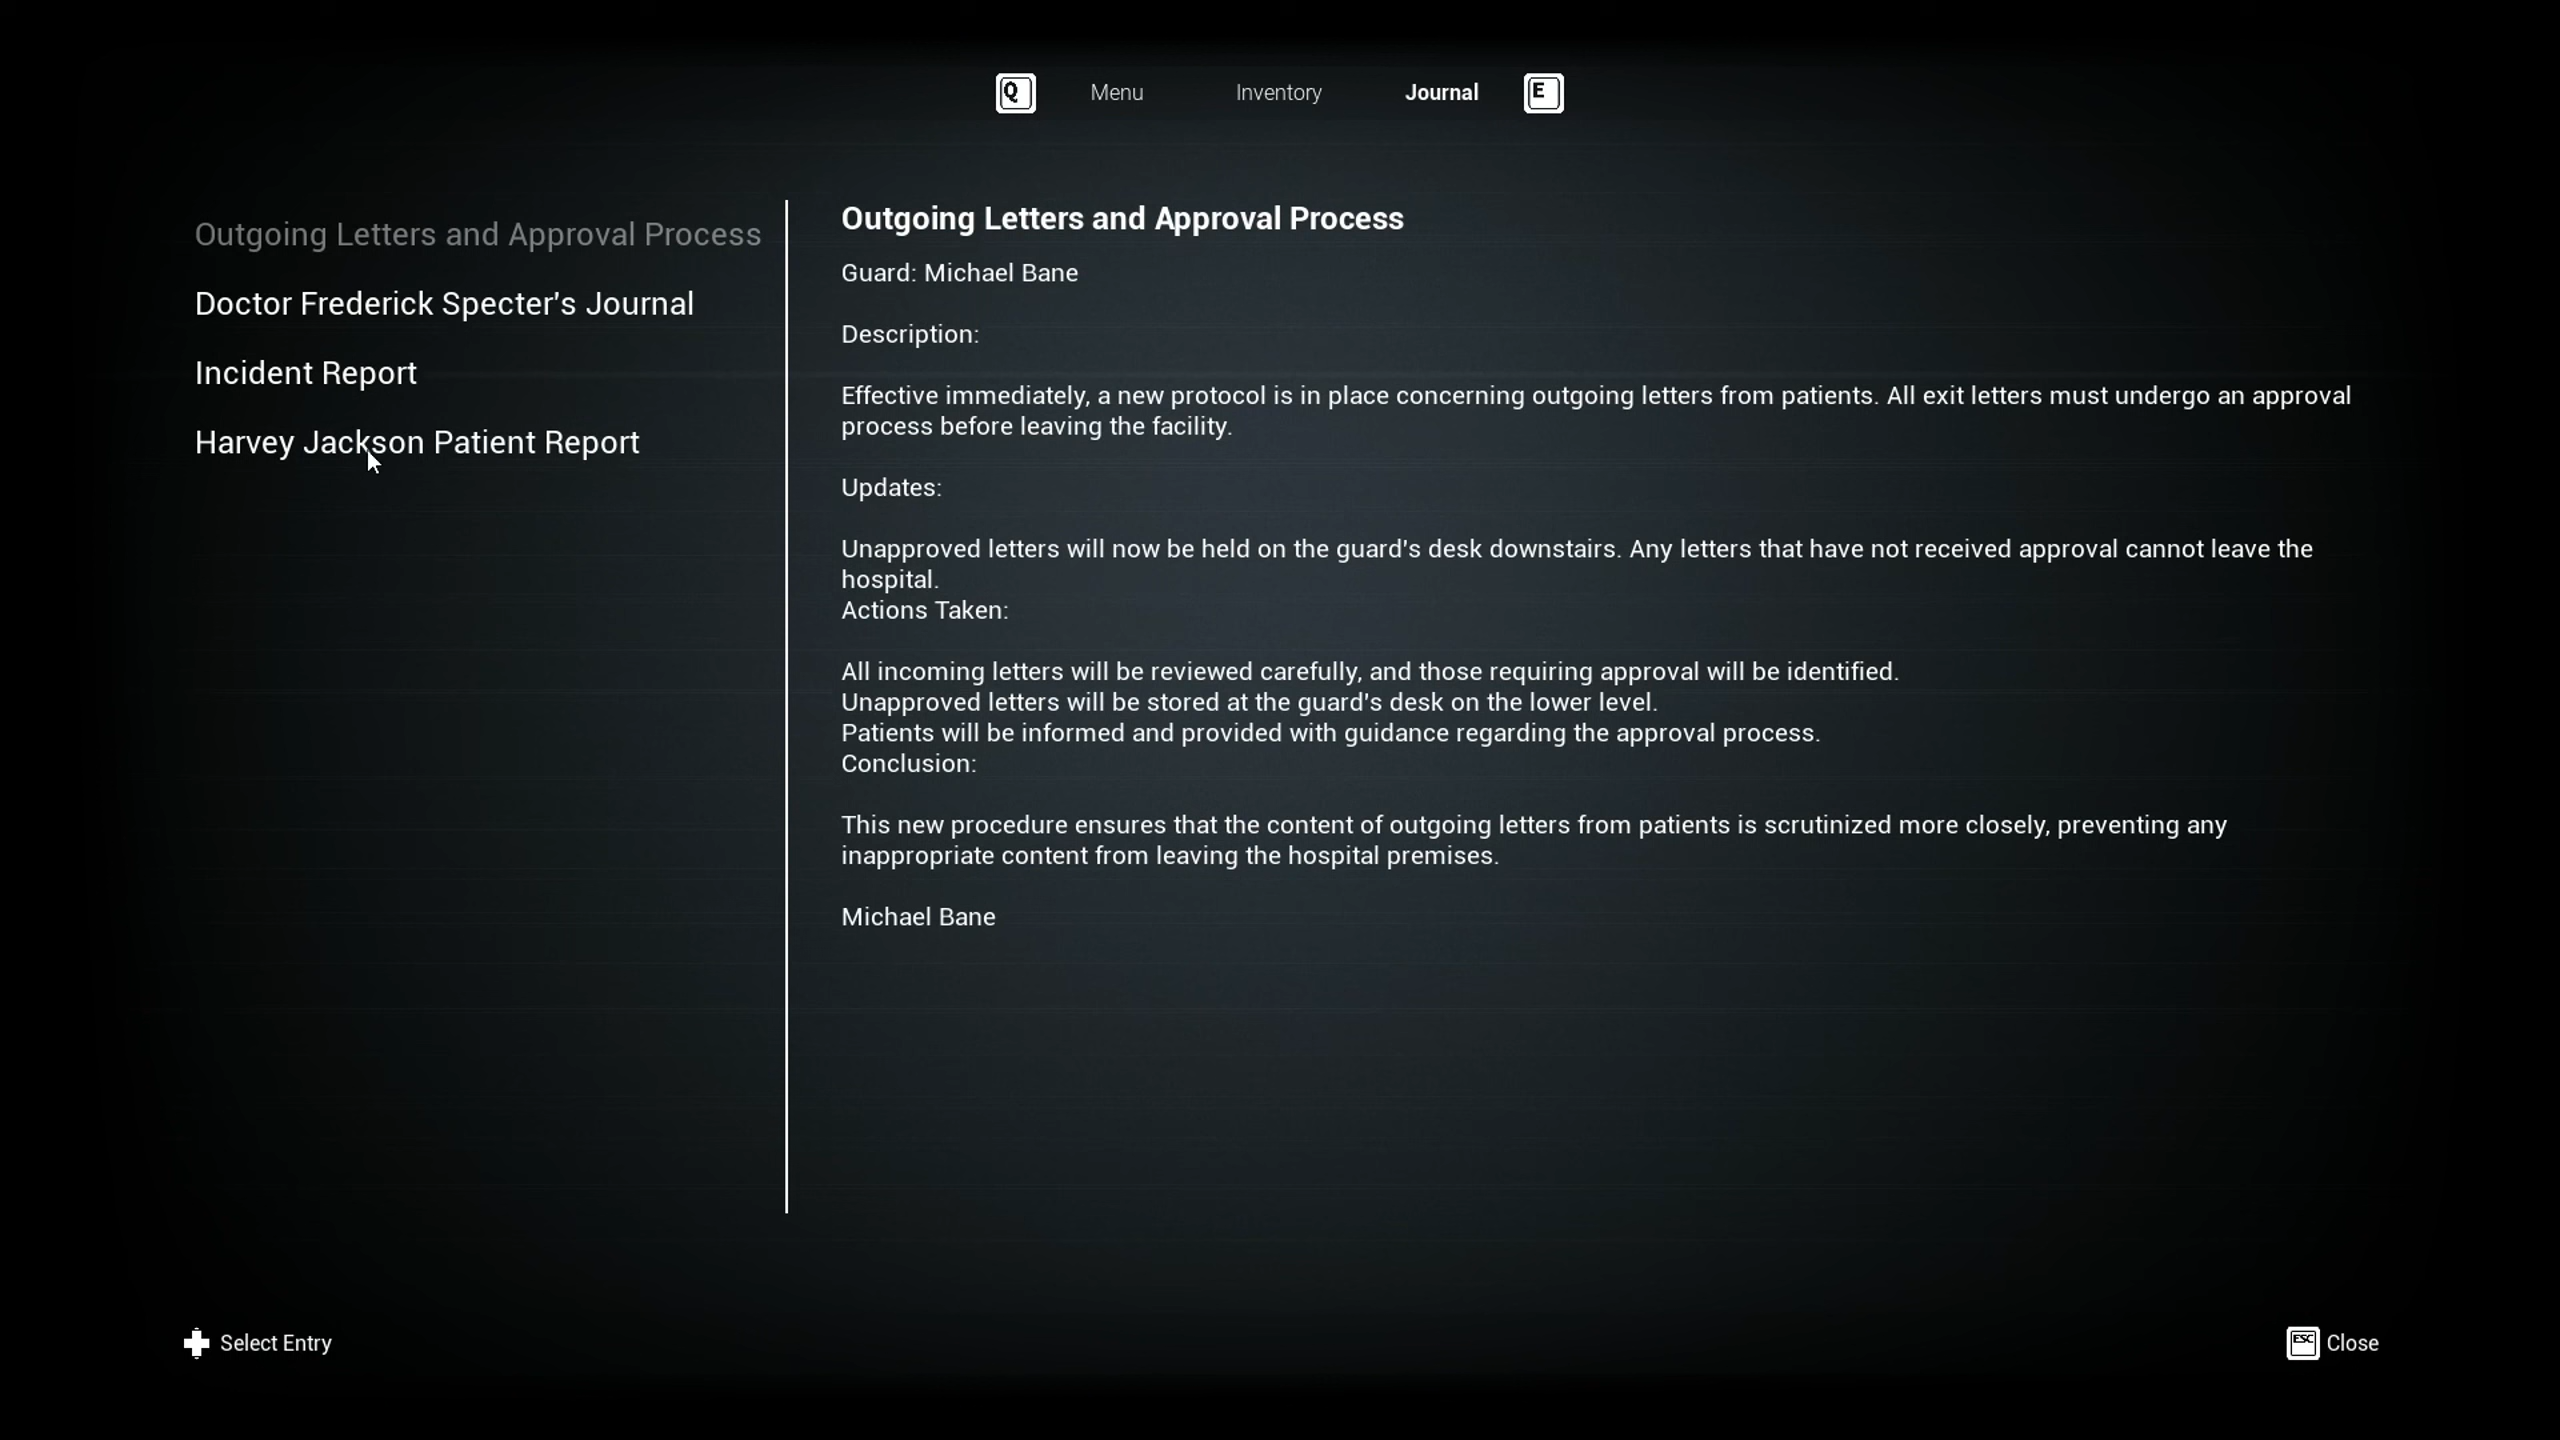 Q Menu Inventory Journal E
Outgoing Letters and Approval Process
Doctor Frederick Specter's Journal
Incident Report
Harvey Jackson Patient Report
Outgoing Letters and Approval Process
Guard: Michael Bane
Description:
Effective immediately, a new protocol is in place concerning outgoing letters from patients. All exit letters must undergo an approval
process before leaving the facility.
Updates:
Unapproved letters will now be held on the guard's desk downstairs. Any letters that have not received approval cannot leave the
hospital.
Actions Taken:
All incoming letters will be reviewed carefully, and those requiring approval will be identified.
Unapproved letters will be stored at the guard's desk on the lower level.
Patients will be informed and provided with guidance regarding the approval process.
Conclusion:
This new procedure ensures that the content of outgoing letters from patients is scrutinized more closely, preventing any
inappropriate content from leaving the hospital premises.
Michael Bane
Select Entry
ESC Close